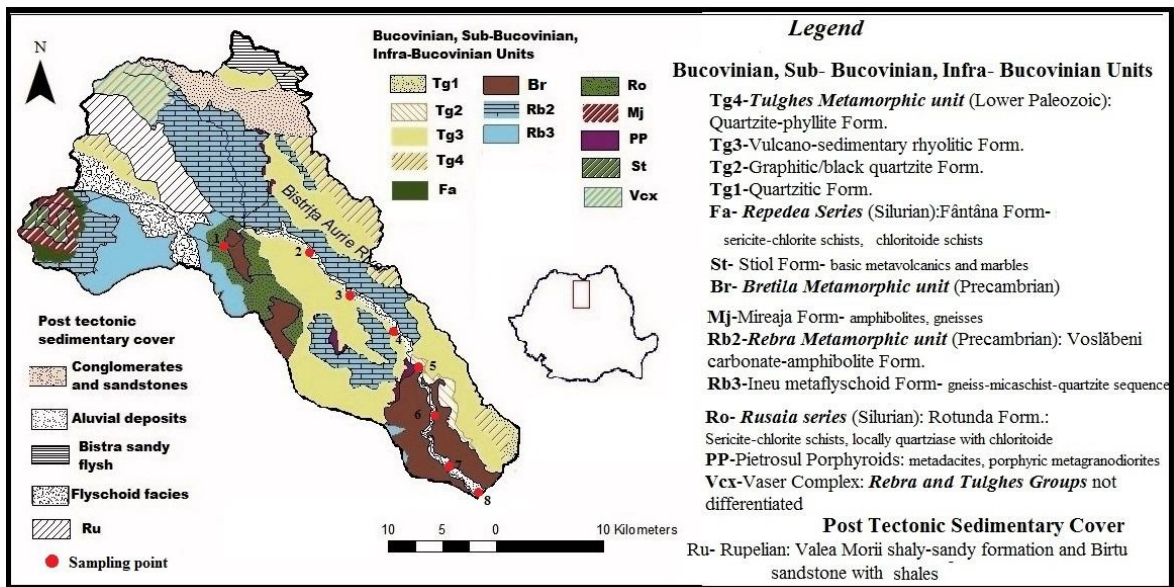 N
Bucovinian, Sub-Bucovinian,
Infra-Bucovinian Units
Tg1
Tg2
Tg3
Tg4
Fa
Br
Rb2
Rb3
Ro
Mj
PP
St
Vcx
Bistrița Aurie R
1
2
3
4
5
6
7
8
Post tectonic
sedimentary cover
Conglomerates
and sandstones
Aluvial deposits
Bistra sandy
flysh
Flyschoid facies
Ru
Sampling point
10 5 0 10 Kilometers
Legend
Bucovinian, Sub- Bucovinian, Infra- Bucovinian Units
Tg4-Tulghes Metamorphic unit (Lower Paleozoic):
Quartzite-phyllite Form.
Tg3-Vulcano-sedimentary rhyolitic Form.
Tg2-Graphitic/black quartzite Form.
Tg1-Quartzitic Form.
Fa- Repedea Series (Silurian):Fântâna Form-
sericite-chlorite schists, chloritoide schists
St- Stiol Form- basic metavolcanics and marbles
Br- Bretila Metamorphic unit (Precambrian)
Mj-Mireaja Form- amphibolites, gneisses
Rb2-Rebra Metamorphic unit (Precambrian): Voslăbeni
carbonate-amphibolite Form.
Rb3-Ineu metaflyschoid Form- gneiss-micaschist-quartzite sequence
Ro- Rusaia series (Silurian): Rotunda Form.:
Sericite-chlorite schists, locally quartziase with chloritoide
PP-Pietrosul Porphyroids: metadacites, porphyric metagranodiorites
Vcx-Vaser Complex: Rebra and Tulghes Groups not
differentiated
Post Tectonic Sedimentary Cover
Ru- Rupelian: Valea Morii shaly-sandy formation and Birtu
sandstone with shales